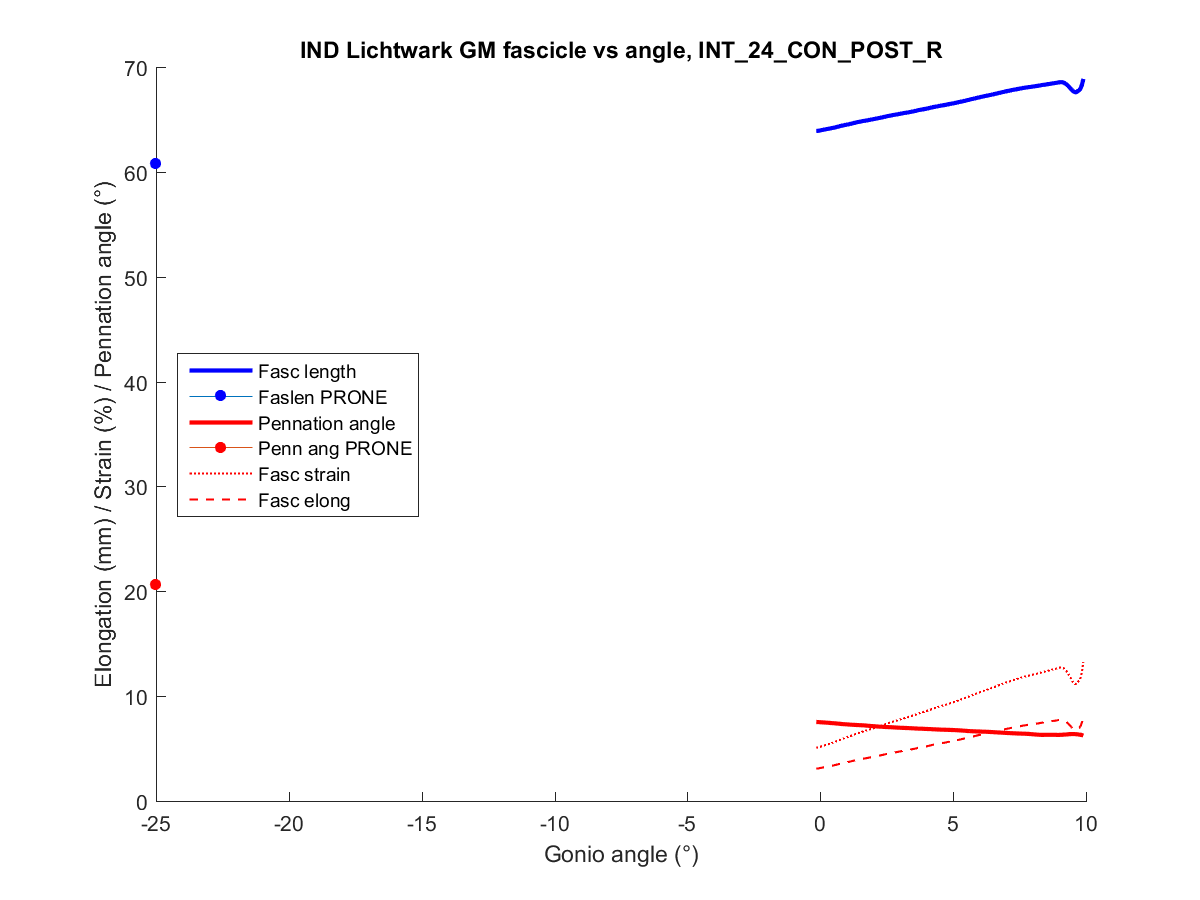 IND Lichtwark GM fascicle vs angle, INT_24_CON_POST_R
70
60
50
40
30
20
10
0
Elongation (mm) / Strain (%) / Pennation angle (°)
Fasc length
Faslen PRONE
Pennation angle
Penn ang PRONE
Fasc strain
Fasc elong
-25 -20 -15 -10 -5 0 5 10
Gonio angle (°)